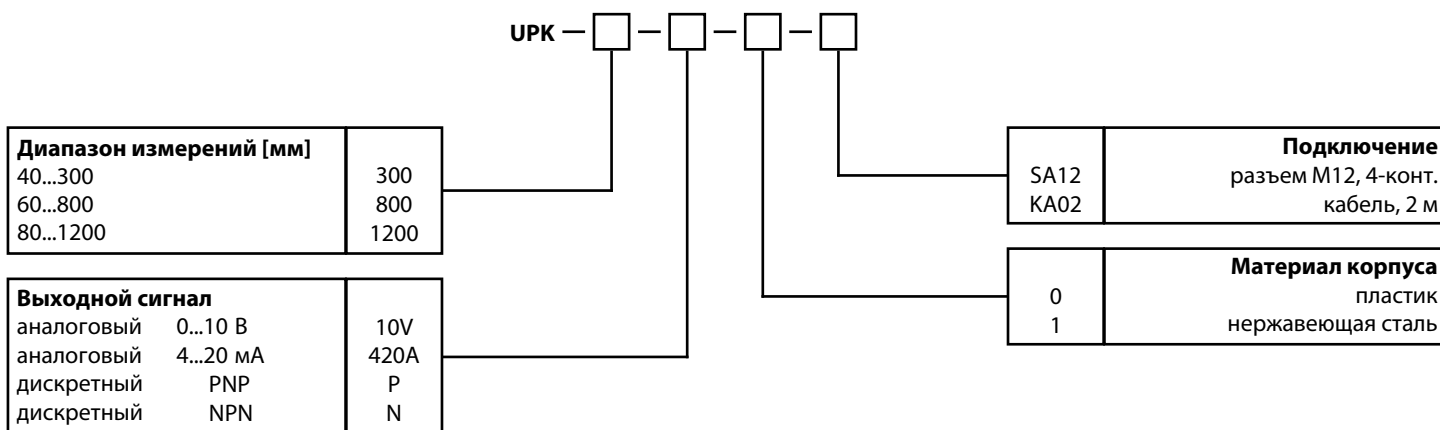 UPK — □ — □ — □ — □
Диапазон измерений [мм]
40...300 300
60...800 800
80...1200 1200
Выходной сигнал
аналоговый 0...10 В 10V
аналоговый 4...20 мА 420A
дискретный PNP P
дискретный NPN N
Подключение
SA12 разъем M12, 4-конт.
KA02 кабель, 2 м
Материал корпуса
0 пластик
1 нержавеющая сталь